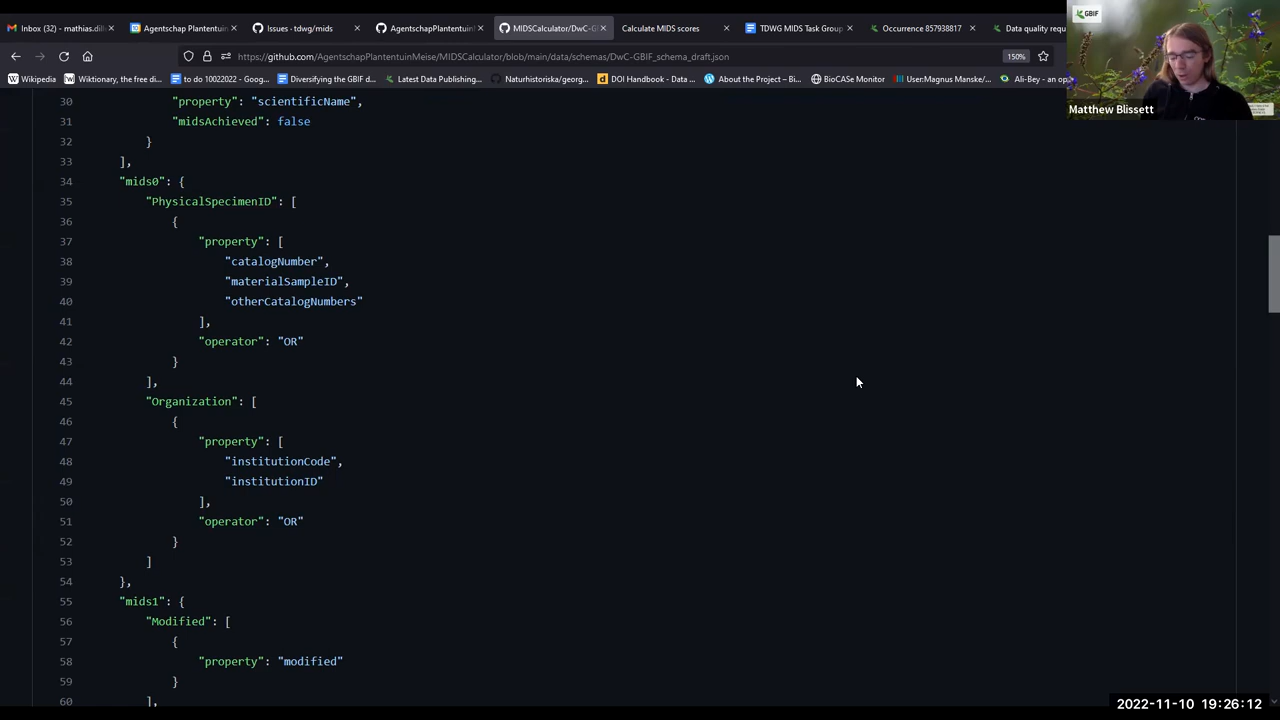 Inbox (32) - mathias.dil
Agentschap Plantentuin
Issues · tdwg/mids
AgentschapPlantentuin
MIDSCalculator/DwC-G
Calculate MIDS scores
TDWG MIDS Task Group
Occurrence 857938817
Data quality requ
GBIF
https://github.com/AgentschapPlantentuinMeise/MIDSCalculator/blob/main/data/schemas/DwC-GBIF_schema_draft.json
150%
Wikipedia
Wiktionary, the free di...
to do 10022022 - Goog...
Diversifying the GBIF d...
Latest Data Publishing...
Naturhistoriska/georg...
DOI Handbook - Data ...
About the Project – Bi...
BioCASe Monitor
User:Magnus Manske/...
Ali-Bey - an op
Matthew Blissett
30 "property": "scientificName",
31 "midsAchieved": false
32 }
33 ],
34 "mids0": {
35 "PhysicalSpecimenID": [
36 {
37 "property": [
38 "catalogNumber",
39 "materialSampleID",
40 "otherCatalogNumbers"
41 ],
42 "operator": "OR"
43 }
44 ],
45 "Organization": [
46 {
47 "property": [
48 "institutionCode",
49 "institutionID"
50 ],
51 "operator": "OR"
52 }
53 ]
54 },
55 "mids1": {
56 "Modified": [
57 {
58 "property": "modified"
59 }
60 ],
2022-11-10 19:26:12